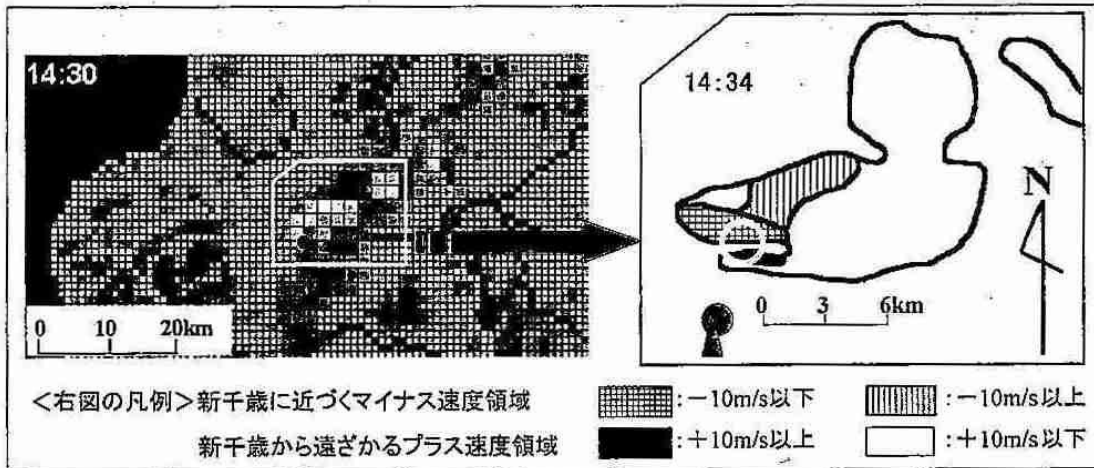 14:30
0 10 20km
14:34
N
0 3 6km
<右図の凡例>新千歳に近づくマイナス速度領域
:-10m/s以下
:-10m/s以上
新千歳から遠ざかるプラス速度領域
:+10m/s以上
:+10m/s以下